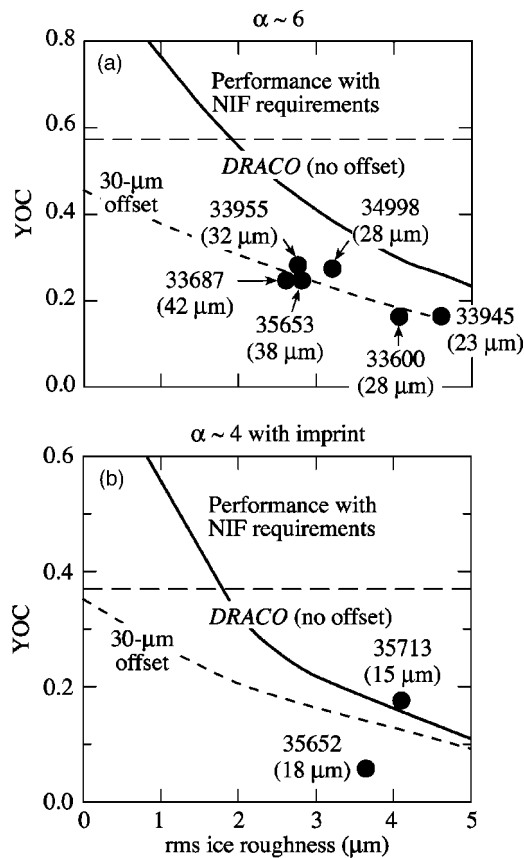 α ~ 6
(a)
0.8
0.6
0.4
0.2
0.0
YOC
Performance with
NIF requirements
DRACO (no offset)
30-μm
offset
33955
(32 μm)
34998
(28 μm)
33687
(42 μm)
35653
(38 μm)
33600
(28 μm)
33945
(23 μm)
α ~ 4 with imprint
(b)
0.6
0.4
0.2
0.0
YOC
Performance with
NIF requirements
DRACO (no offset)
30-μm
offset
35713
(15 μm)
35652
(18 μm)
0 1 2 3 4 5
rms ice roughness (μm)